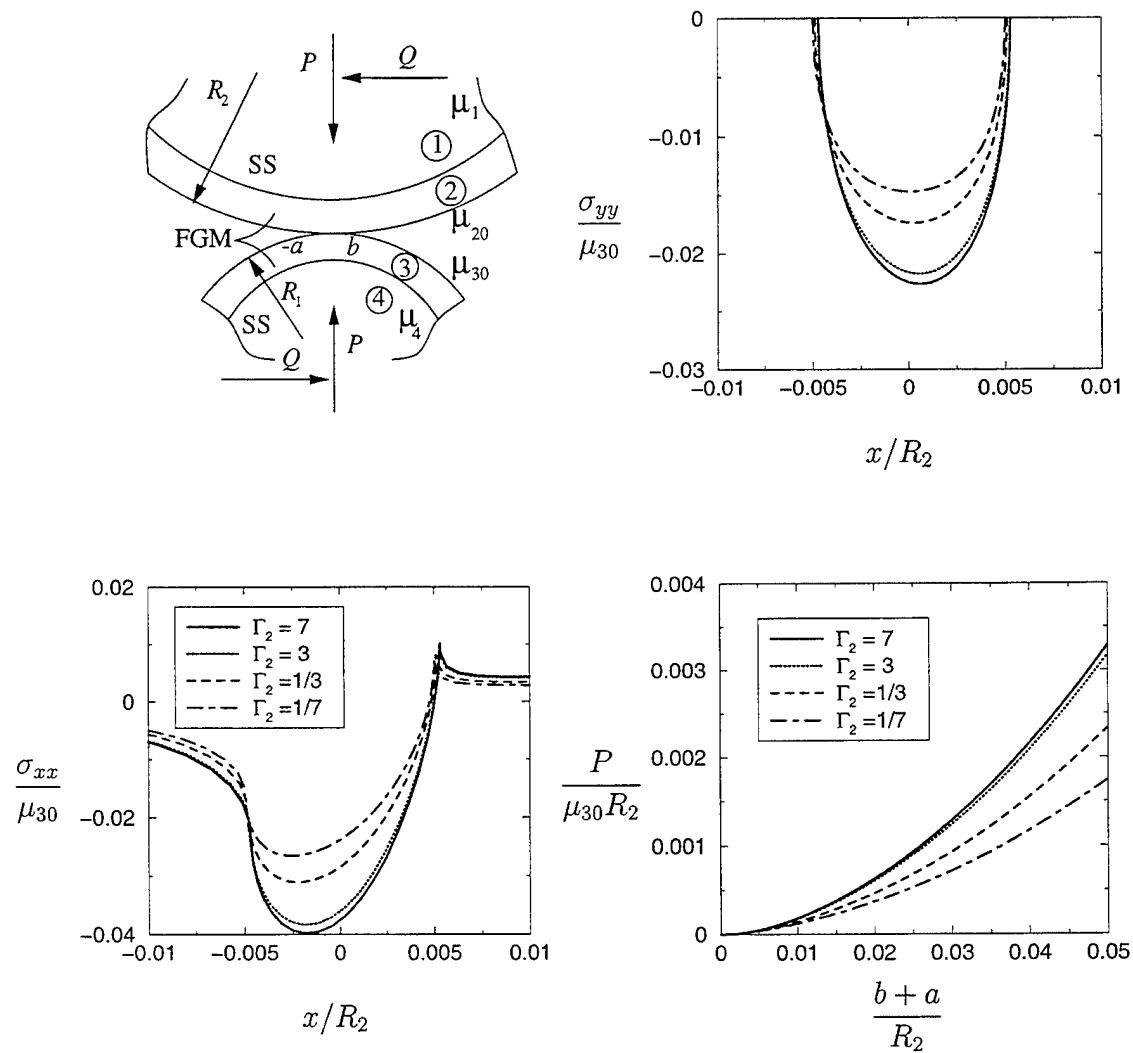 P
Q
R₂
μ₁
①
SS
②
μ₂₀
FGM
-a
b
③
μ₃₀
R₁
④
SS
μ₄
Q
P
0
−0.01
−0.02
−0.03
σ_yy / μ₃₀
−0.01 −0.005 0 0.005 0.01
x/R₂
0.02
0
−0.02
−0.04
σ_xx / μ₃₀
Γ₂ = 7
Γ₂ = 3
Γ₂ =1/3
Γ₂ =1/7
−0.01 −0.005 0 0.005 0.01
x/R₂
0.004
0.003
0.002
0.001
0
P / μ₃₀R₂
Γ₂ = 7
Γ₂ = 3
Γ₂ =1/3
Γ₂ =1/7
0 0.01 0.02 0.03 0.04 0.05
b + a / R₂